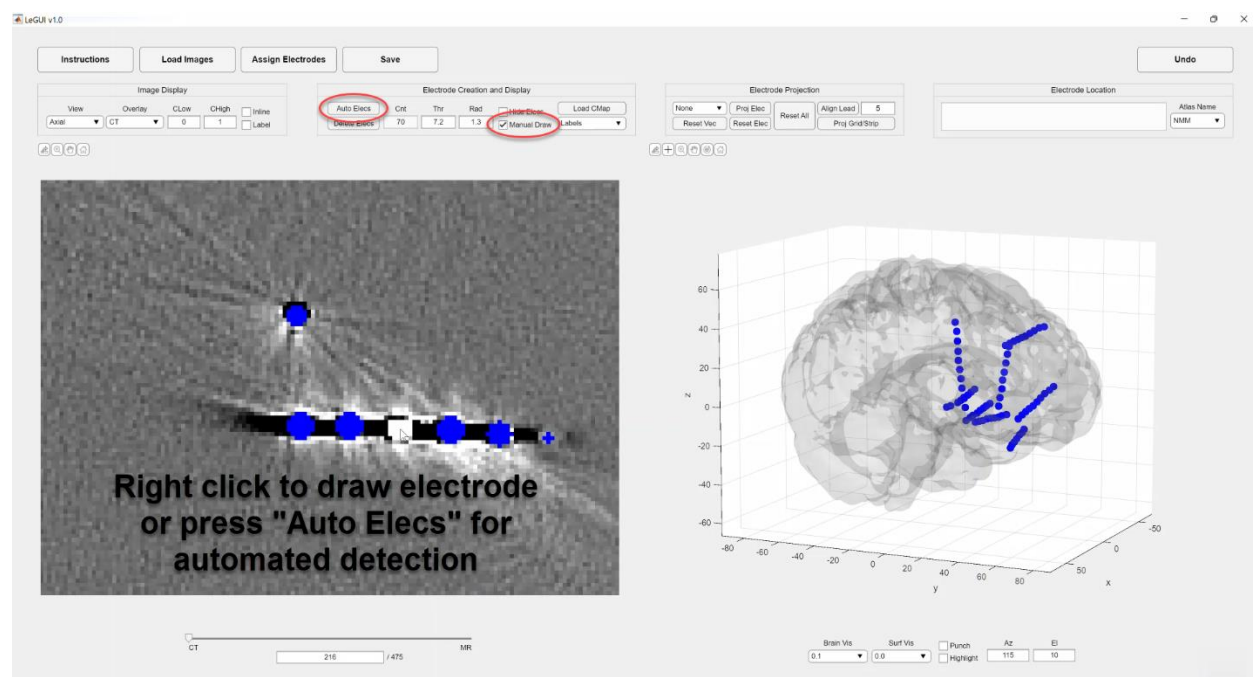 LeGUI v1.0
Instructions
Load Images
Assign Electrodes
Save
Undo
Image Display
View
Overlay
CLow
CHigh
Inline
Axial
CT
0
1
Label
Electrode Creation and Display
Auto Elecs
Cnt
Thr
Rad
Hide Elecs
Load CMap
Delete Elecs
70
7.2
1.3
Manual Draw
Labels
Electrode Projection
None
Proj Elec
Reset All
Align Lead
5
Reset Vec
Reset Elec
Proj Grid/Strip
Electrode Location
Atlas Name
NMM
Right click to draw electrode
or press "Auto Elecs" for
automated detection
60
40
20
0
-20
-40
-60
z
-80
-60
-40
-20
0
20
40
60
80
y
50
0
-50
x
CT
MR
216
/ 475
Brain Vis
Surf Vis
Punch
Az
El
0.1
0.0
Highlight
115
10